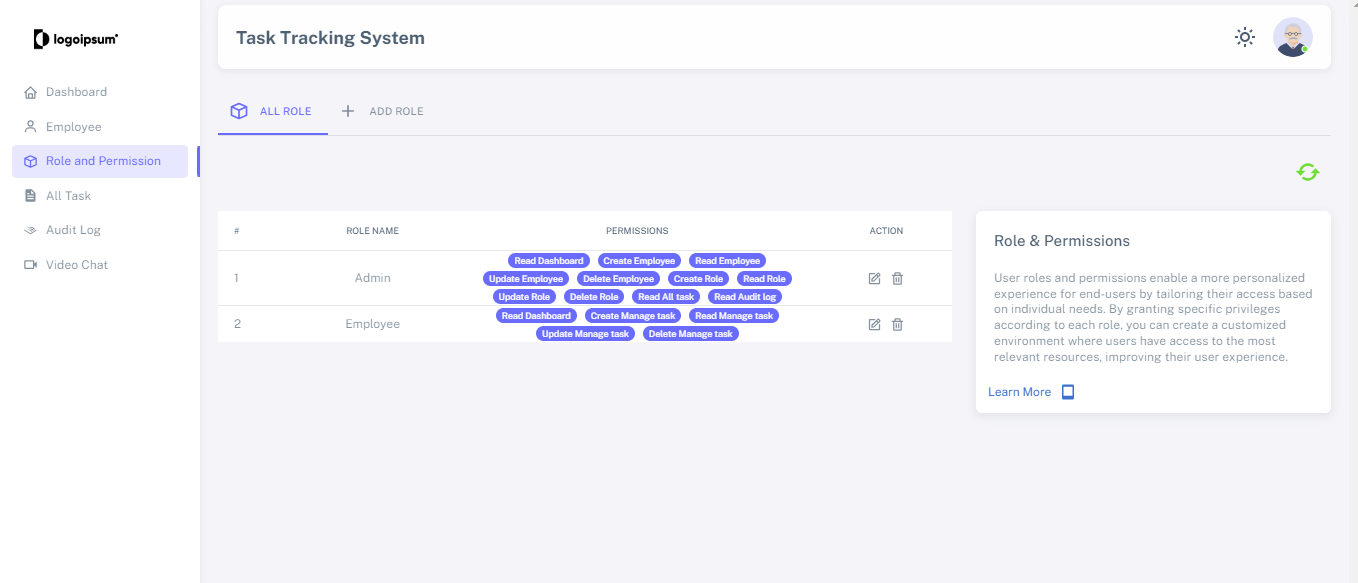 logoipsum
Task Tracking System
Dashboard
Employee
Role and Permission
All Task
Audit Log
Video Chat
ALL ROLE
ADD ROLE
# ROLE NAME PERMISSIONS ACTION
Read Dashboard Create Employee Read Employee
1 Admin Update Employee Delete Employee Create Role Read Role
Update Role Delete Role Read All task Read Audit log
Read Dashboard Create Manage task Read Manage task
2 Employee
Update Manage task Delete Manage task
Role & Permissions
User roles and permissions enable a more personalized
experience for end-users by tailoring their access based
on individual needs. By granting specific privileges
according to each role, you can create a customized
environment where users have access to the most
relevant resources, improving their user experience.
Learn More